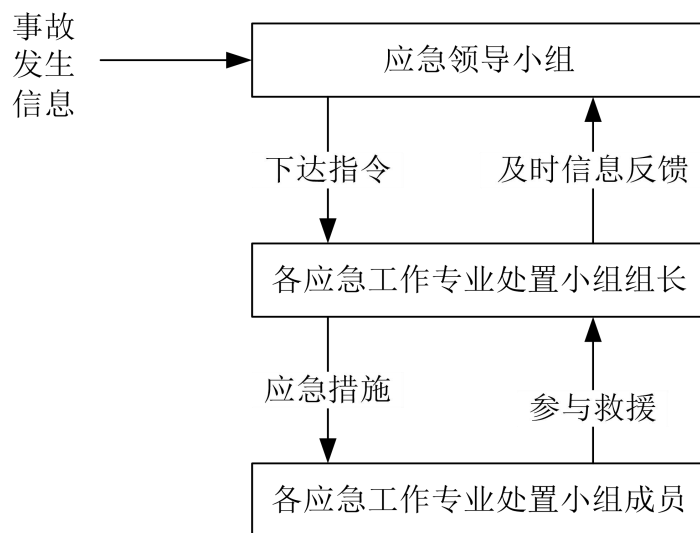 事故
发生
信息
应急领导小组
下达指令
及时信息反馈
各应急工作专业处置小组组长
应急措施
参与救援
各应急工作专业处置小组成员